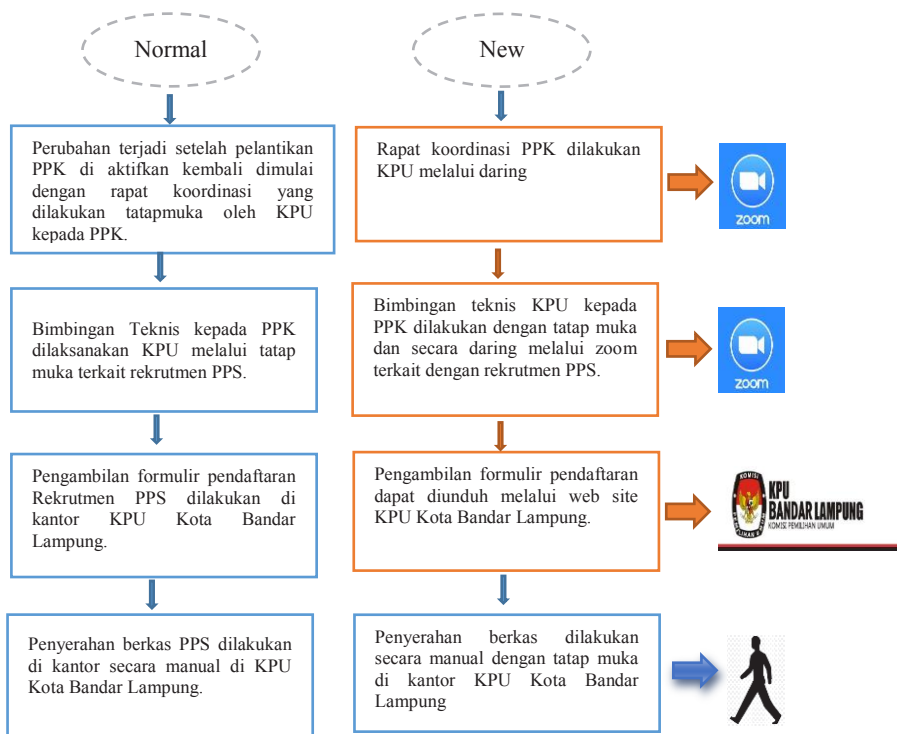 Normal
Perubahan terjadi setelah pelantikan
PPK di aktifkan kembali dimulai
dengan rapat koordinasi yang
dilakukan tatapmuka oleh KPU
kepada PPK.
Bimbingan Teknis kepada PPK
dilaksanakan KPU melalui tatap
muka terkait rekrutmen PPS.
Pengambilan formulir pendaftaran
Rekrutmen PPS dilakukan di
kantor KPU Kota Bandar
Lampung.
Penyerahan berkas PPS dilakukan
di kantor secara manual di KPU
Kota Bandar Lampung.
New
Rapat koordinasi PPK dilakukan
KPU melalui daring
zoom
Bimbingan teknis KPU kepada
PPK dilakukan dengan tatap muka
dan secara daring melalui zoom
terkait dengan rekrutmen PPS.
zoom
Pengambilan formulir pendaftaran
dapat diunduh melalui web site
KPU Kota Bandar Lampung.
KPU
BANDAR LAMPUNG
KOMISI PEMILIHAN UMUM
Penyerahan berkas dilakukan
secara manual dengan tatap muka
di kantor KPU Kota Bandar
Lampung